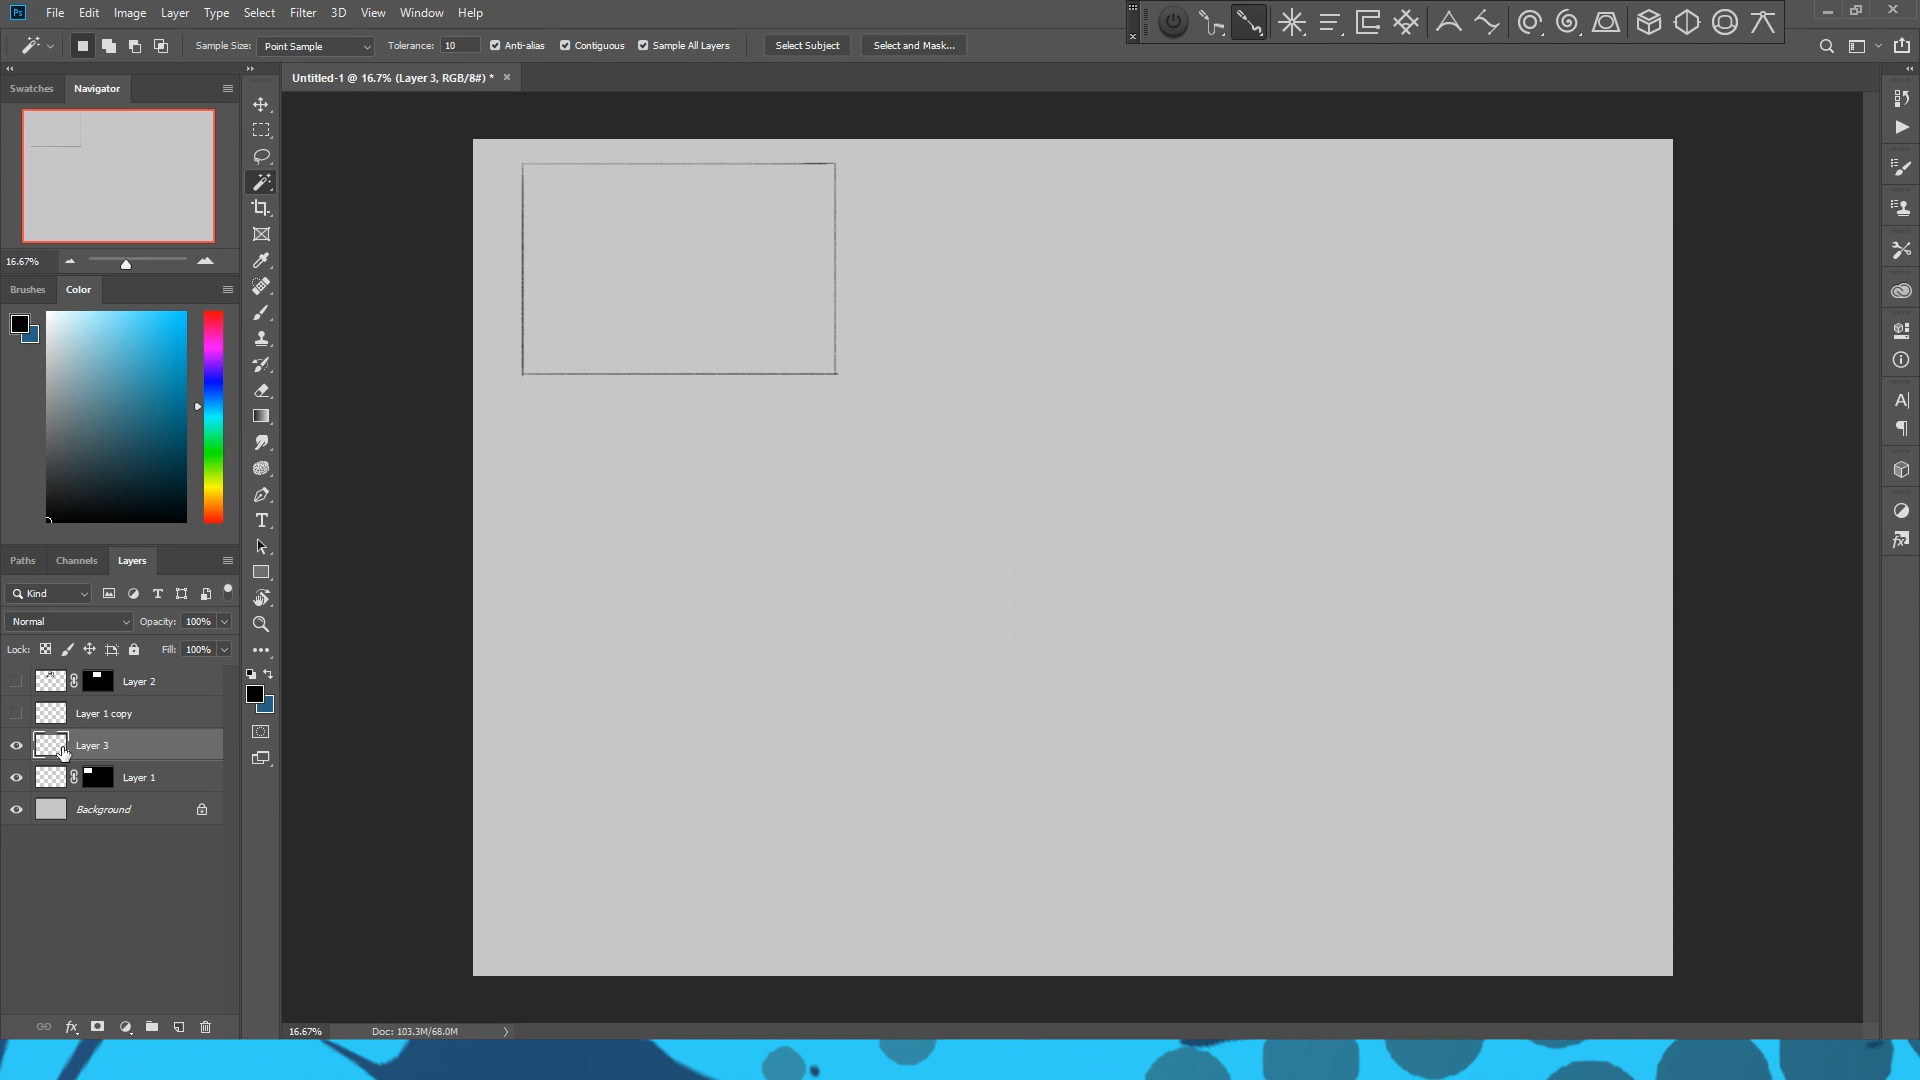 Ps File Edit Image Layer Type Select Filter 3D View Window Help
Sample Size: Point Sample Tolerance: 10 Anti-alias Contiguous Sample All Layers Select Subject Select and Mask...
Untitled-1 @ 16.7% (Layer 3, RGB/8#) *
Swatches Navigator
16.67%
Brushes Color
Paths Channels Layers
Kind
Normal Opacity: 100%
Lock: Fill: 100%
Layer 2
Layer 1 copy
Layer 3
Layer 1
Background
16.67% Doc: 103.3M/68.0M